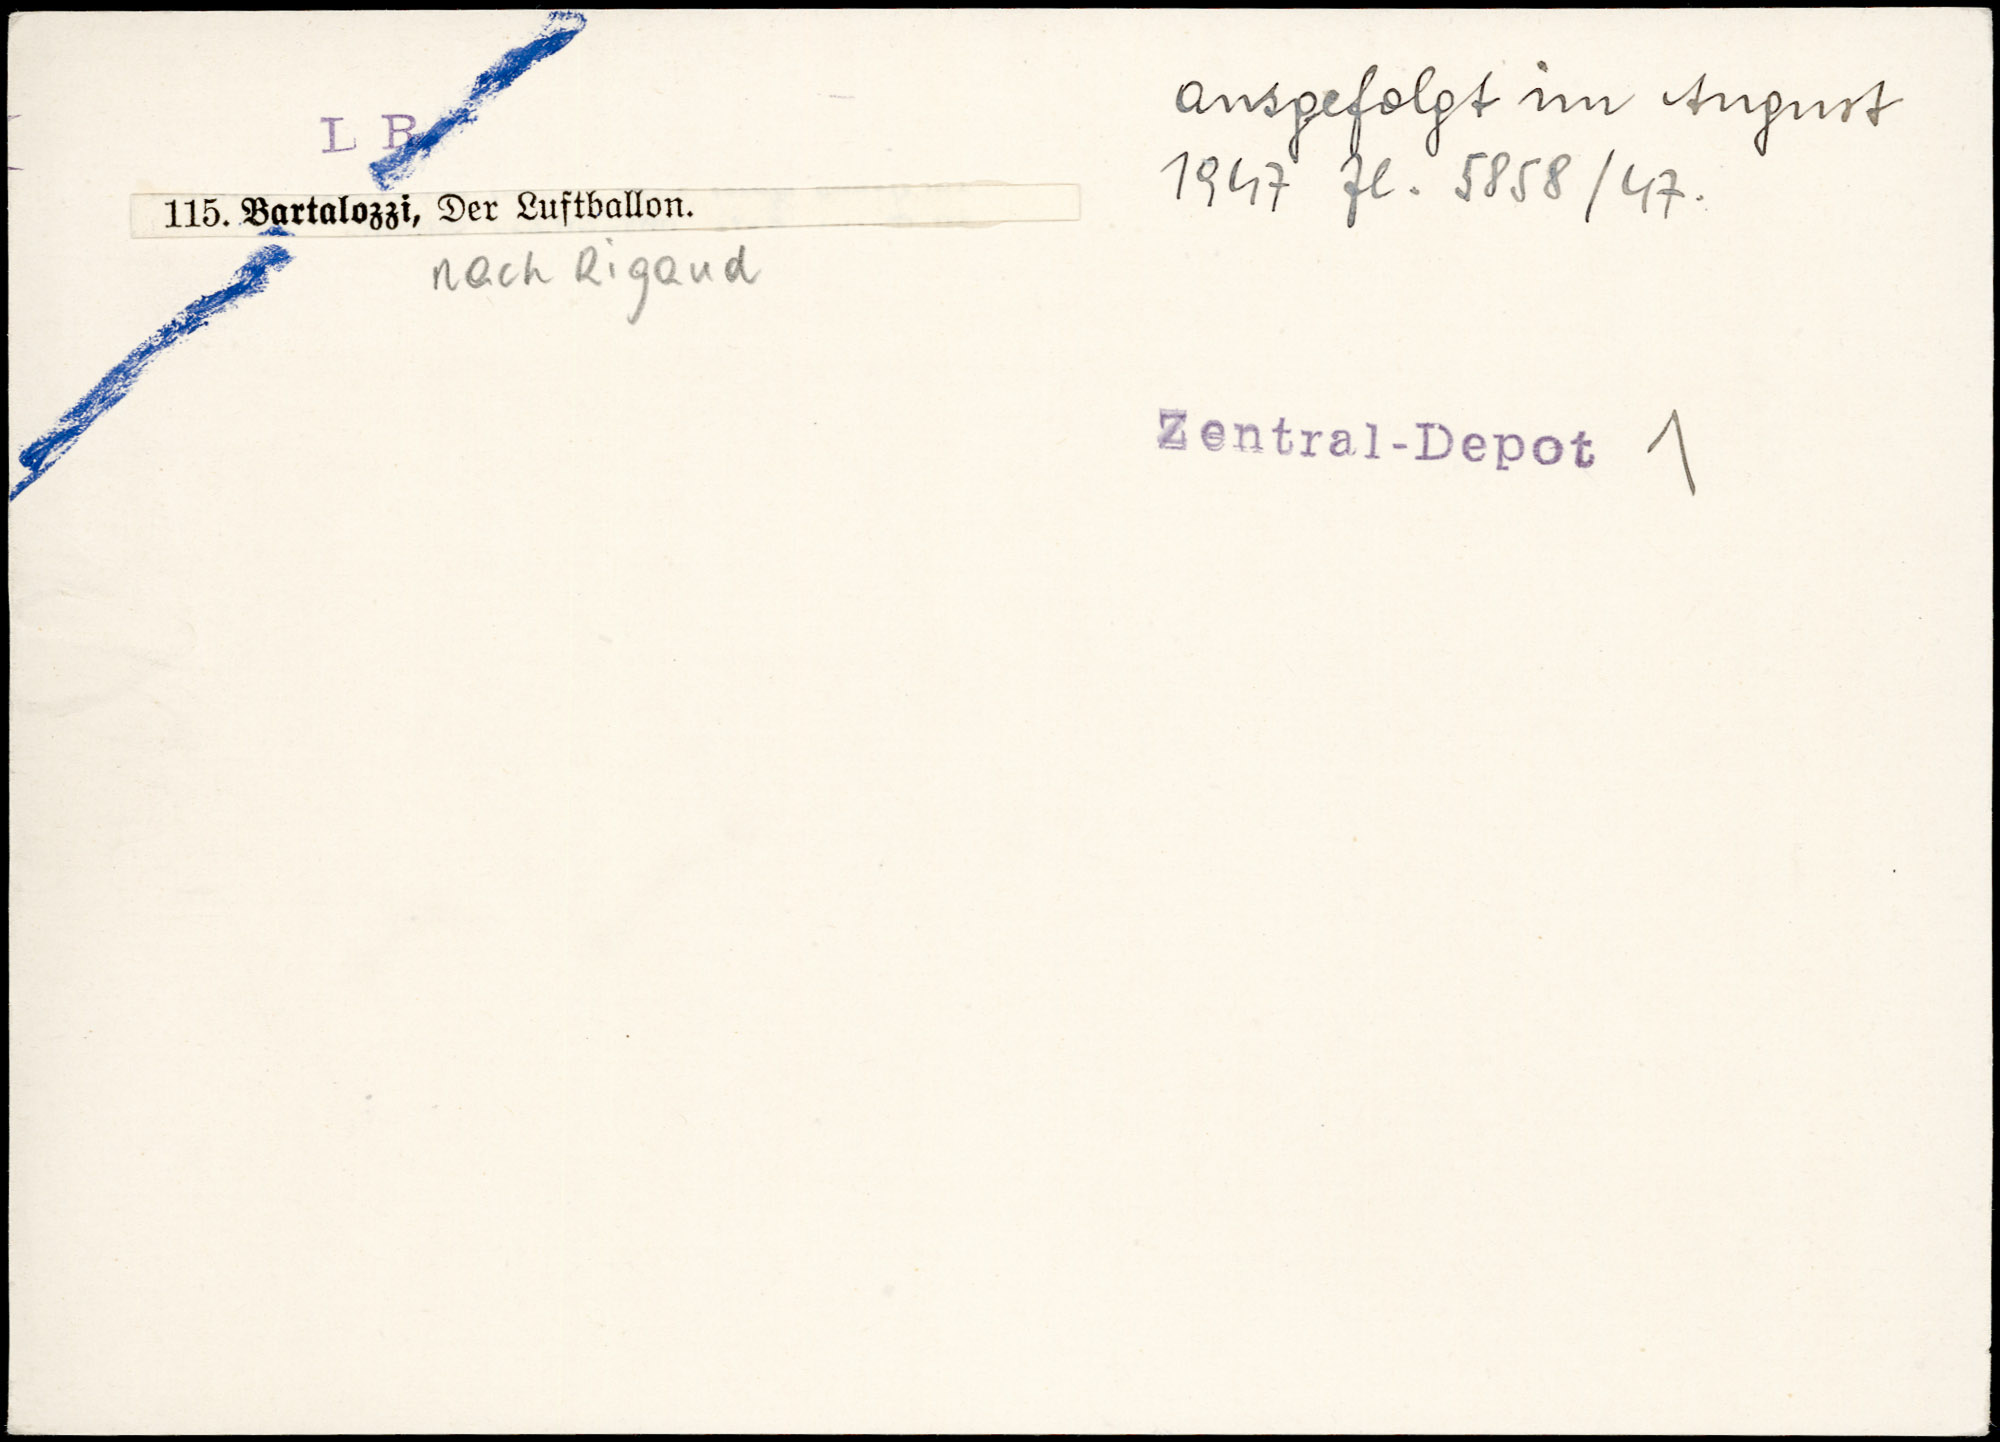 L B
115. Bartalozzi, Der Luftballon.
nach Rigaud
ausgefolgt im August
1947 Zl. 5858/47.
Zentral-Depot 1